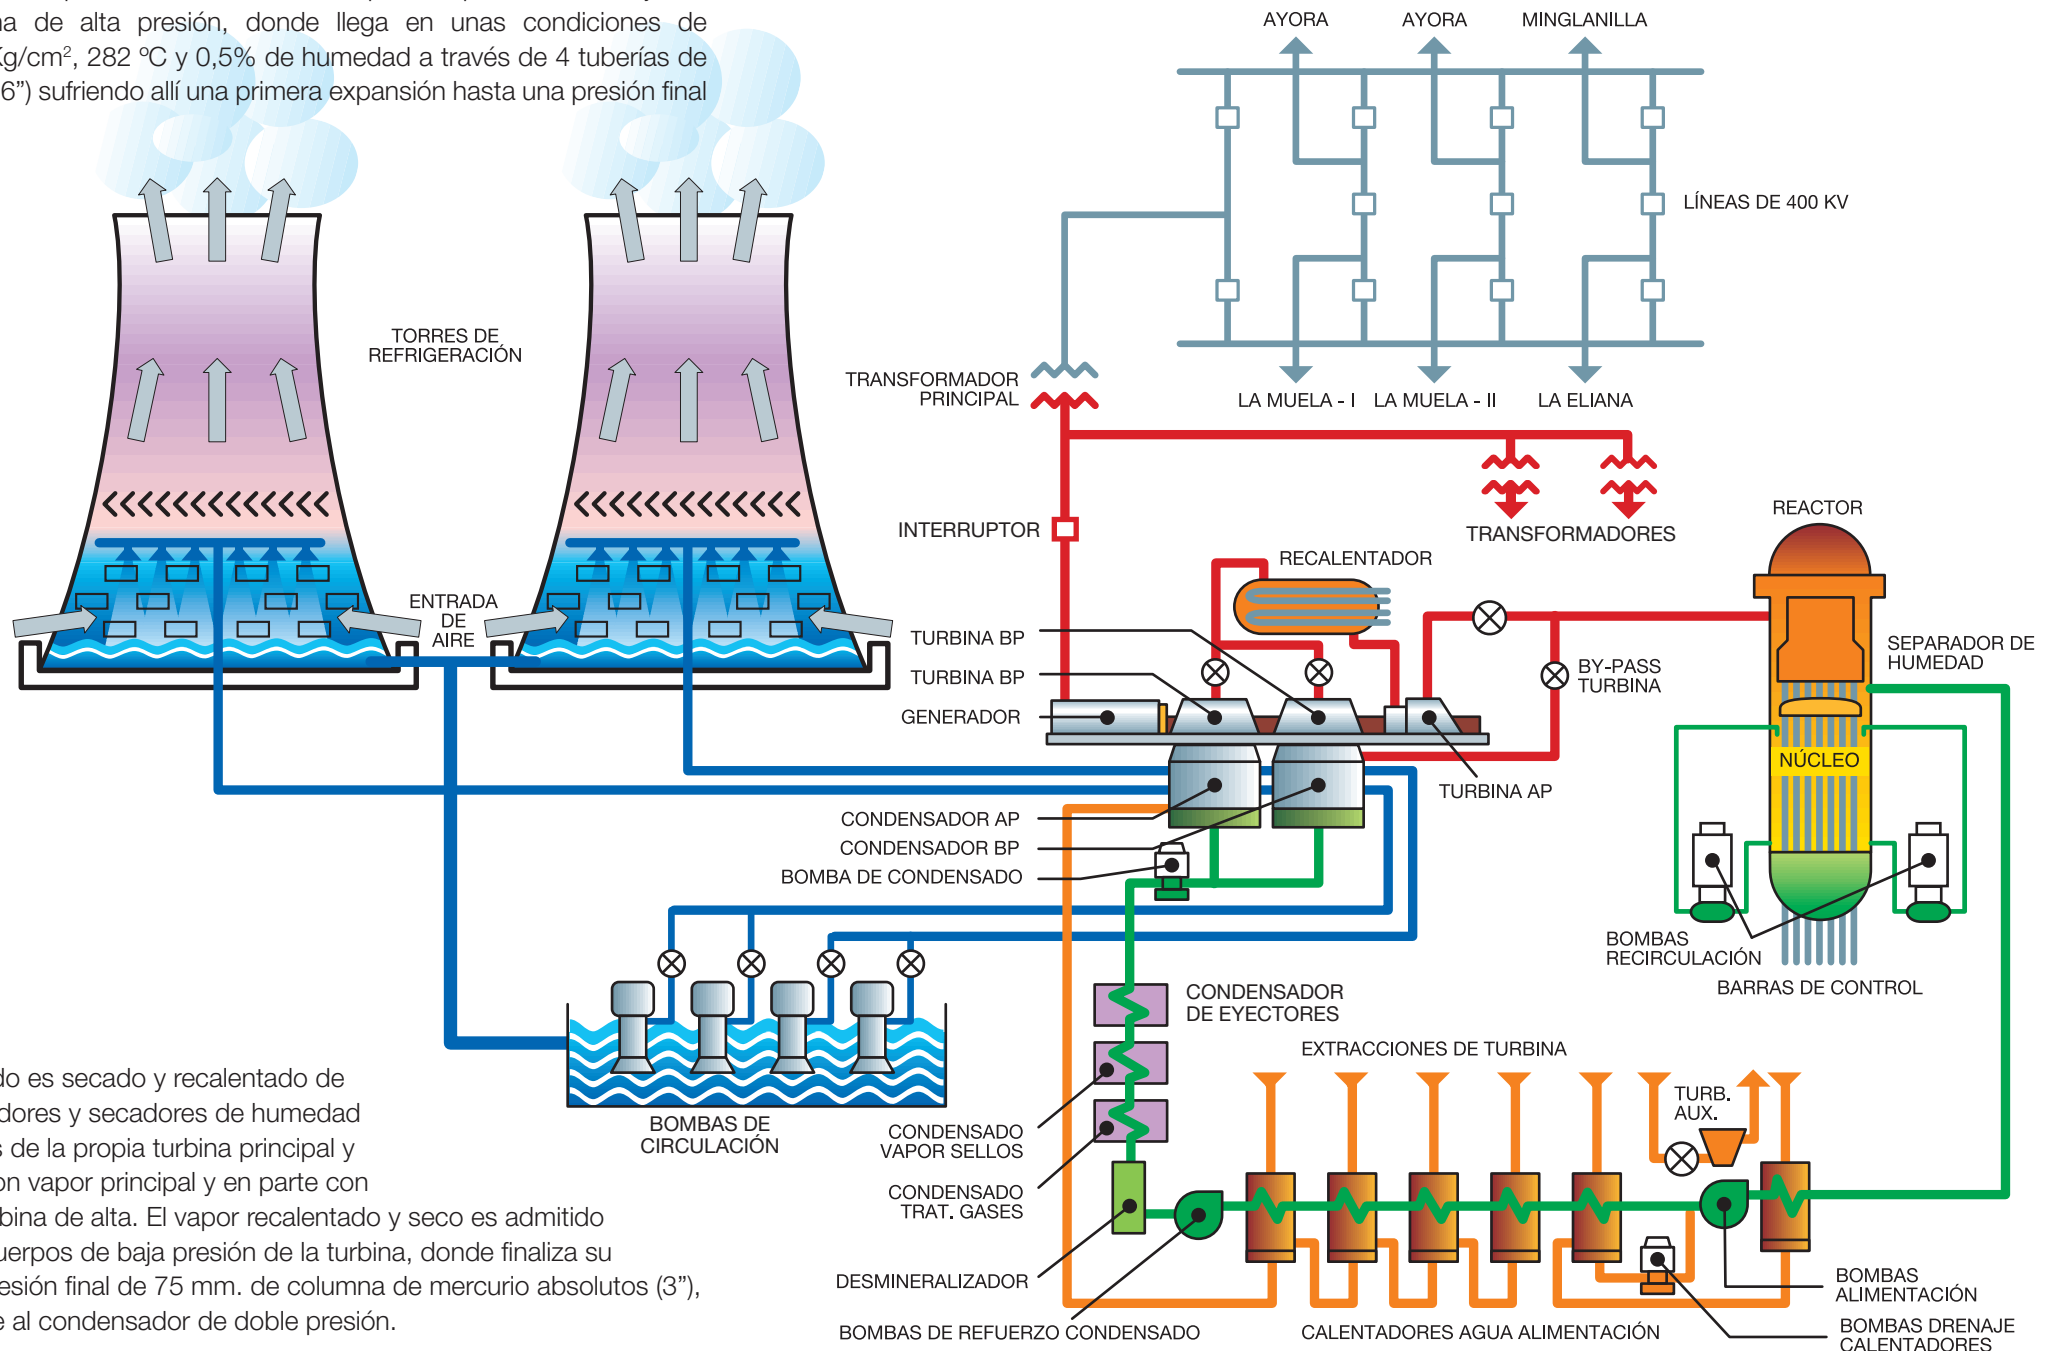 na de alta presión, donde llega en unas condiciones de
Kg/cm², 282 ºC y 0,5% de humedad a través de 4 tuberías de
6”) sufriendo allí una primera expansión hasta una presión final
AYORA
AYORA
MINGLANILLA
LÍNEAS DE 400 KV
LA MUELA - I
LA MUELA - II
LA ELIANA
TORRES DE
REFRIGERACIÓN
TRANSFORMADOR
PRINCIPAL
INTERRUPTOR
TRANSFORMADORES
REACTOR
RECALENTADOR
ENTRADA
DE
AIRE
TURBINA BP
TURBINA BP
GENERADOR
BY-PASS
TURBINA
SEPARADOR DE
HUMEDAD
NÚCLEO
TURBINA AP
CONDENSADOR AP
CONDENSADOR BP
BOMBA DE CONDENSADO
BOMBAS
RECIRCULACIÓN
BARRAS DE CONTROL
CONDENSADOR
DE EYECTORES
EXTRACCIONES DE TURBINA
TURB.
AUX.
BOMBAS DE
CIRCULACIÓN
CONDENSADO
VAPOR SELLOS
CONDENSADO
TRAT. GASES
DESMINERALIZADOR
BOMBAS DE REFUERZO CONDENSADO
CALENTADORES AGUA ALIMENTACIÓN
BOMBAS
ALIMENTACIÓN
BOMBAS DRENAJE
CALENTADORES
do es secado y recalentado de
dores y secadores de humedad
s de la propia turbina principal y
on vapor principal y en parte con
bina de alta. El vapor recalentado y seco es admitido
uerpos de baja presión de la turbina, donde finaliza su
esión final de 75 mm. de columna de mercurio absolutos (3”),
e al condensador de doble presión.